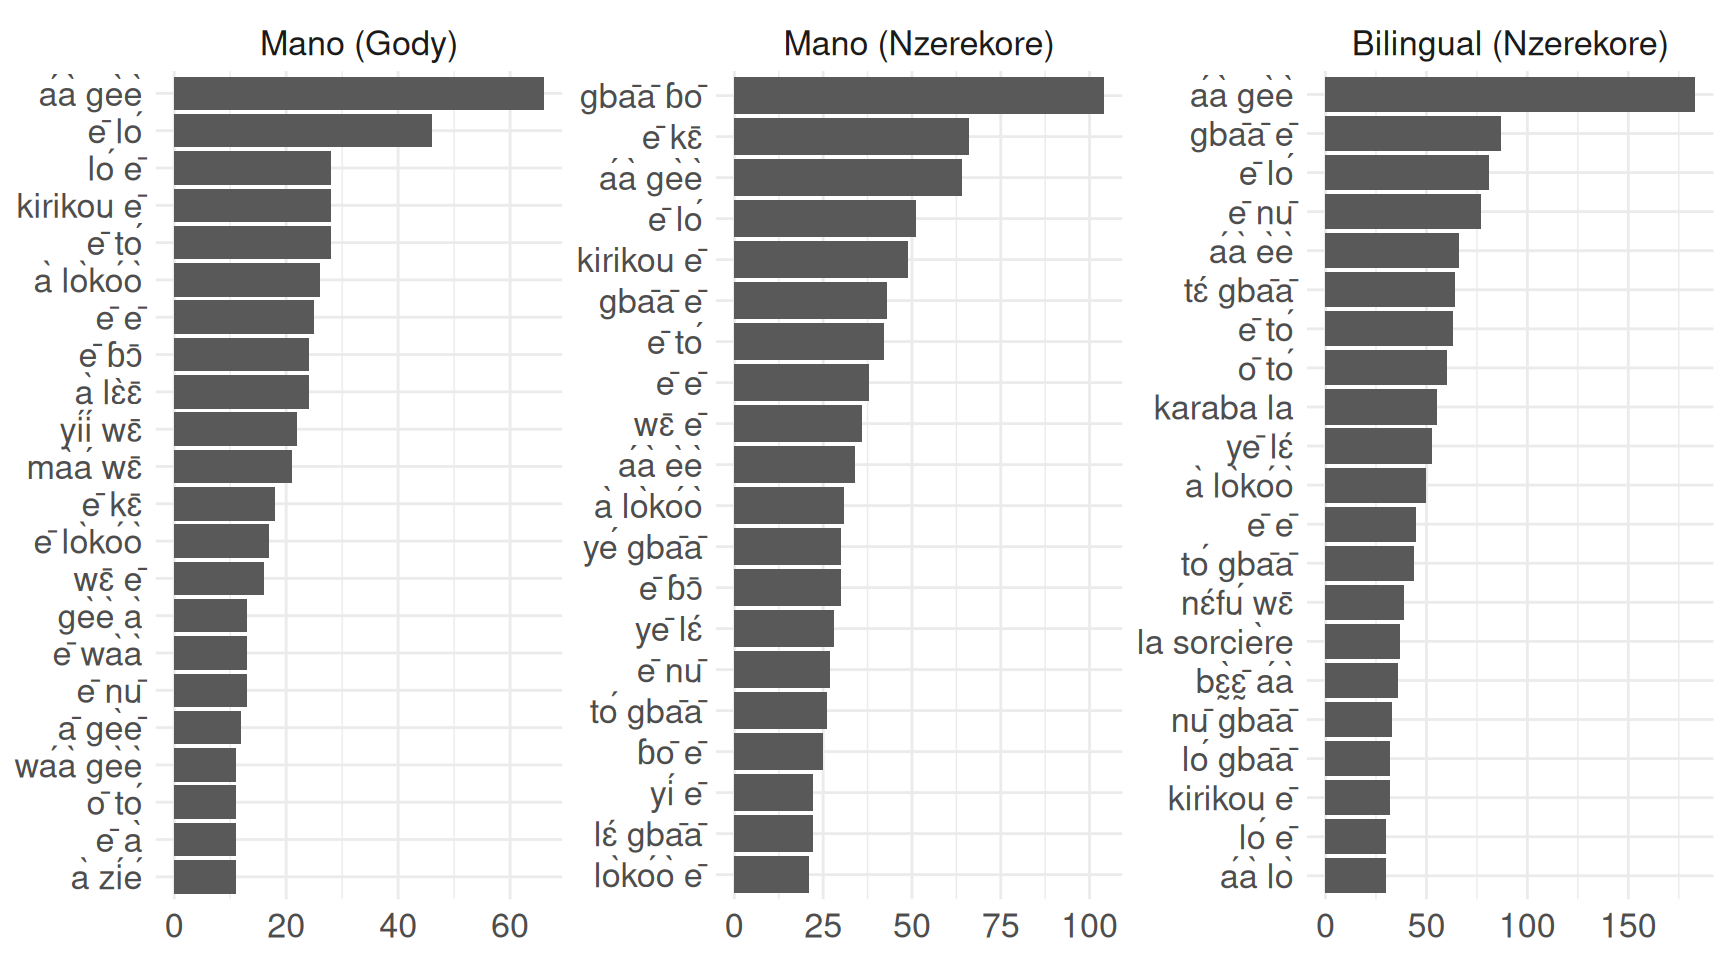 Mano (Gody)
áà gèè
ē ló
ló ē
kirikou ē
ē tó
à lòkóò
ē ē
ē ɓɔ̄
à lɛ̀ɛ̄
yíí wɛ̄
màá wɛ̄
ē kɛ̄
ē lòkóò
wɛ̄ ē
gèè à
ē wàà
ē nū
ā gèē
wáà gèè
ō tó
ē à
à zíé
0 20 40 60
Mano (Nzerekore)
gbāā ɓō
ē kɛ̄
áà gèè
ē ló
kirikou ē
gbāā ē
ē tó
ē ē
wɛ̄ ē
áà èè
à lòkóò
yé gbāā
ē ɓɔ̄
yē lɛ́
ē nū
tó gbāā
ɓō ē
yí ē
lɛ́ gbāā
lòkóò ē
0 25 50 75 100
Bilingual (Nzerekore)
áà gèè
gbāā ē
ē ló
ē nū
áà èè
tɛ́ gbāā
ē tó
ō tó
karaba la
yē lɛ́
à lòkóò
ē ē
tó gbāā
nɛ́fú wɛ̄
la sorcière
bɛ̰̀ɛ̰̄ áà
nū gbāā
ló gbāā
kirikou ē
ló ē
áà lò
0 50 100 150